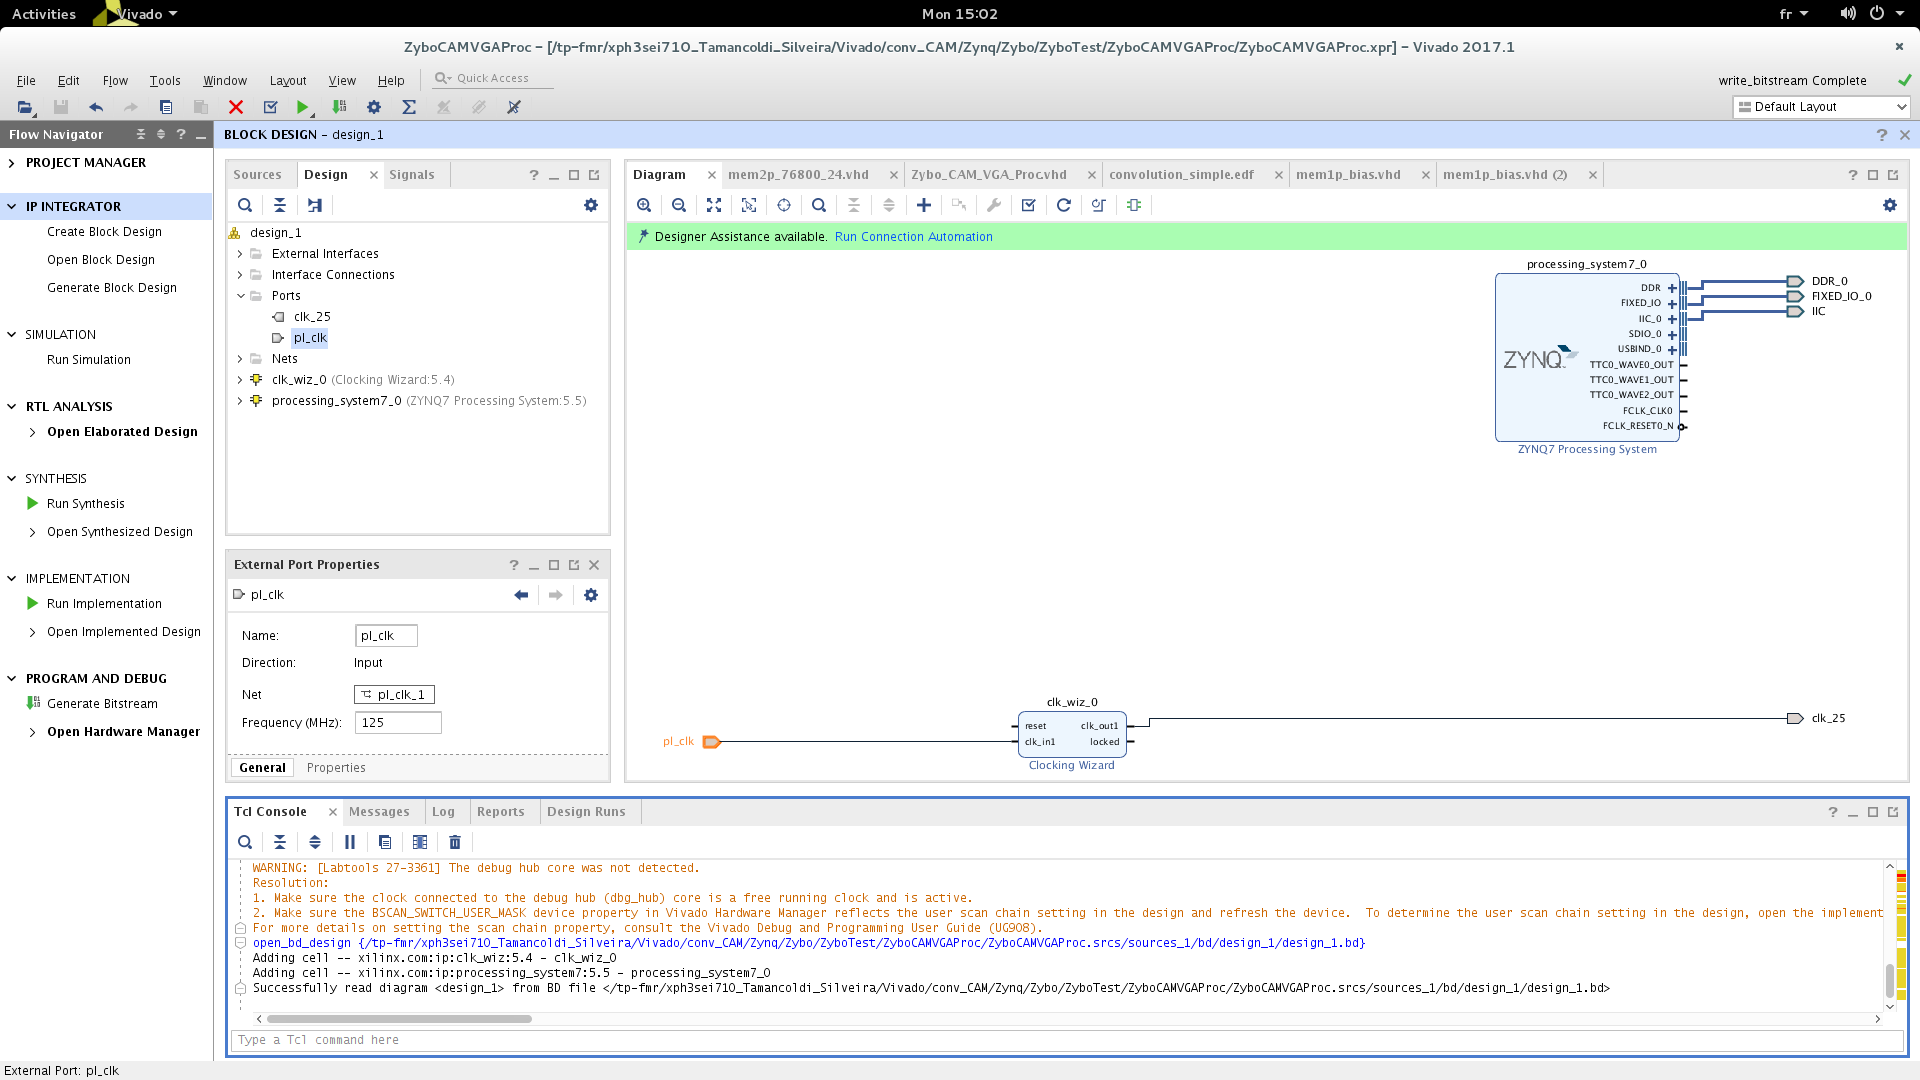 Activities
Vivado
Mon 15:02
fr
ZyboCAMVGAProc - [/tp-fmr/xph3sei710_Tamancoldi_Silveira/Vivado/conv_CAM/Zynq/Zybo/ZyboTest/ZyboCAMVGAProc/ZyboCAMVGAProc.xpr] - Vivado 2017.1
File Edit Flow Tools Window Layout View Help
Quick Access
write_bitstream Complete
Default Layout
Flow Navigator
PROJECT MANAGER
IP INTEGRATOR
Create Block Design
Open Block Design
Generate Block Design
SIMULATION
Run Simulation
RTL ANALYSIS
Open Elaborated Design
SYNTHESIS
Run Synthesis
Open Synthesized Design
IMPLEMENTATION
Run Implementation
Open Implemented Design
PROGRAM AND DEBUG
Generate Bitstream
Open Hardware Manager
BLOCK DESIGN - design_1
Sources Design Signals
design_1
External Interfaces
Interface Connections
Ports
clk_25
pl_clk
Nets
clk_wiz_0 (Clocking Wizard:5.4)
processing_system7_0 (ZYNQ7 Processing System:5.5)
External Port Properties
pl_clk
Name: pl_clk
Direction: Input
Net pl_clk_1
Frequency (MHz): 125
General Properties
Diagram mem2p_76800_24.vhd Zybo_CAM_VGA_Proc.vhd convolution_simple.edf mem1p_bias.vhd mem1p_bias.vhd (2)
Designer Assistance available. Run Connection Automation
processing_system7_0
DDR
FIXED_IO
IIC_0
SDIO_0
USBIND_0
TTC0_WAVE0_OUT
TTC0_WAVE1_OUT
TTC0_WAVE2_OUT
FCLK_CLK0
FCLK_RESET0_N
ZYNQ
ZYNQ7 Processing System
DDR_0
FIXED_IO_0
IIC
clk_wiz_0
reset clk_out1
clk_in1 locked
Clocking Wizard
pl_clk
clk_25
Tcl Console Messages Log Reports Design Runs
WARNING: [Labtools 27-3361] The debug hub core was not detected.
Resolution:
1. Make sure the clock connected to the debug hub (dbg_hub) core is a free running clock and is active.
2. Make sure the BSCAN_SWITCH_USER_MASK device property in Vivado Hardware Manager reflects the user scan chain setting in the design and refresh the device.  To determine the user scan chain setting in the design, open the implement
For more details on setting the scan chain property, consult the Vivado Debug and Programming User Guide (UG908).
open_bd_design {/tp-fmr/xph3sei710_Tamancoldi_Silveira/Vivado/conv_CAM/Zynq/Zybo/ZyboTest/ZyboCAMVGAProc/ZyboCAMVGAProc.srcs/sources_1/bd/design_1/design_1.bd}
Adding cell -- xilinx.com:ip:clk_wiz:5.4 - clk_wiz_0
Adding cell -- xilinx.com:ip:processing_system7:5.5 - processing_system7_0
Successfully read diagram <design_1> from BD file </tp-fmr/xph3sei710_Tamancoldi_Silveira/Vivado/conv_CAM/Zynq/Zybo/ZyboTest/ZyboCAMVGAProc/ZyboCAMVGAProc.srcs/sources_1/bd/design_1/design_1.bd>
Type a Tcl command here
External Port: pl_clk